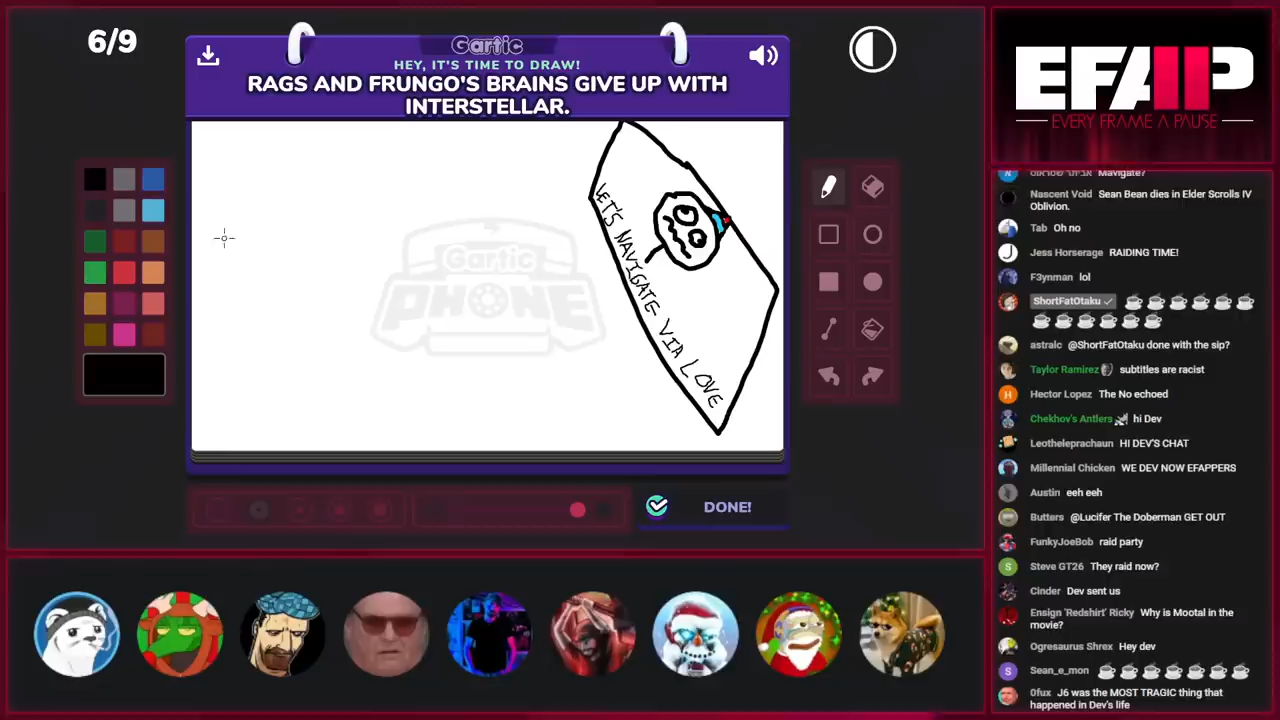 6/9
Gartic
HEY, IT'S TIME TO DRAW!
RAGS AND FRUNGO'S BRAINS GIVE UP WITH
INTERSTELLAR.
LET'S NAVIGATE VIA LOVE
Gartic
PHONE
DONE!
EFAP
EVERY FRAME A PAUSE
Mavigate?
Nascent Void Sean Bean dies in Elder Scrolls IV
Oblivion.
Tab Oh no
Jess Horserage RAIDING TIME!
F3ynman lol
ShortFatOtaku
astralc @ShortFatOtaku done with the sip?
Taylor Ramirez subtitles are racist
Hector Lopez The No echoed
Chekhov's Antlers hi Dev
Leotheleprachaun HI DEV'S CHAT
Millennial Chicken WE DEV NOW EFAPPERS
Austin eeh eeh
Butters @Lucifer The Doberman GET OUT
FunkyJoeBob raid party
Steve GT26 They raid now?
Cinder Dev sent us
Ensign 'Redshirt' Ricky Why is Mootal in the
movie?
Ogresaurus Shrex Hey dev
Sean_e_mon
0fux J6 was the MOST TRAGIC thing that
happened in Dev's life